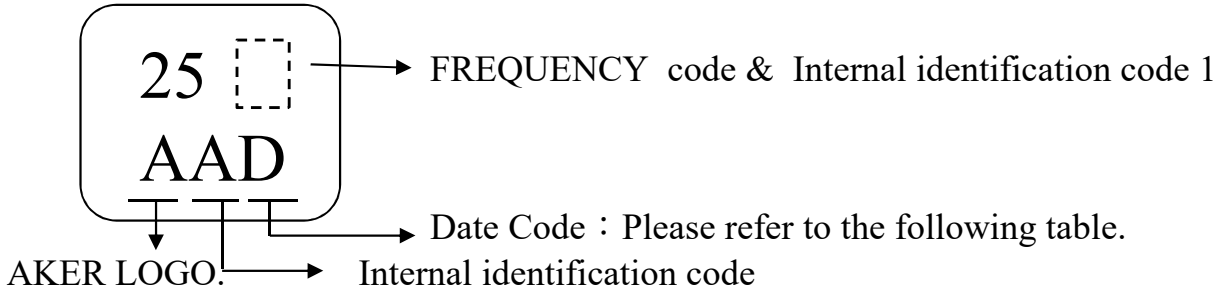 25
FREQUENCY code & Internal identification code 1
AAD
Date Code：Please refer to the following table.
AKER LOGO.
Internal identification code